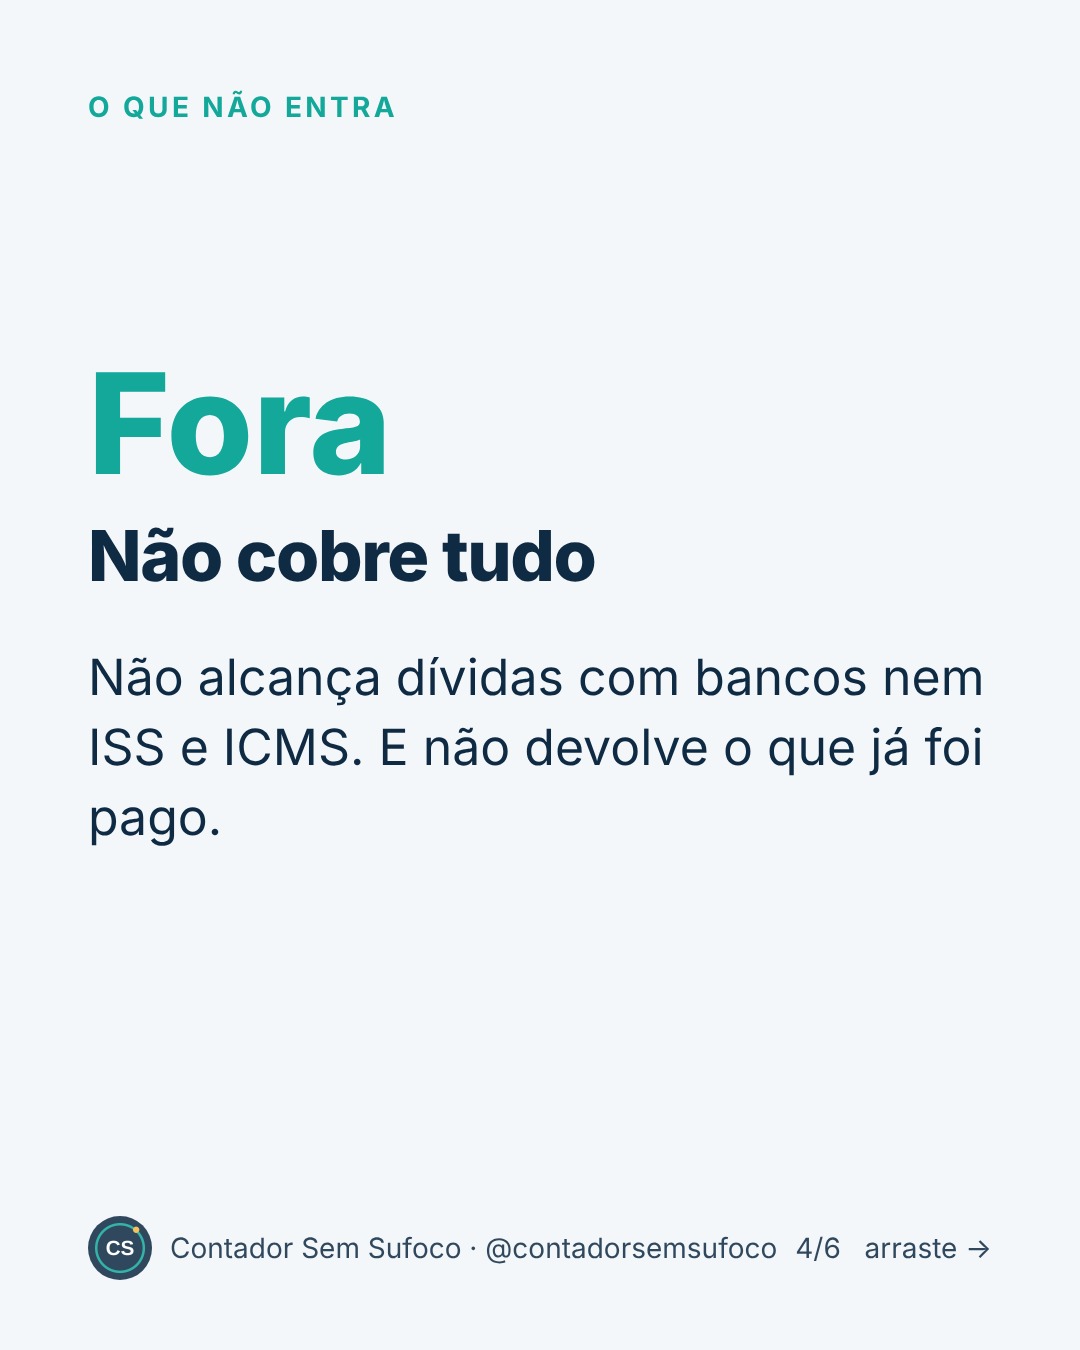 O QUE NÃO ENTRA
Fora
Não cobre tudo
Não alcança dívidas com bancos nem
ISS e ICMS. E não devolve o que já foi
pago.
CS Contador Sem Sufoco · @contadorsemsufoco 4/6 arraste →